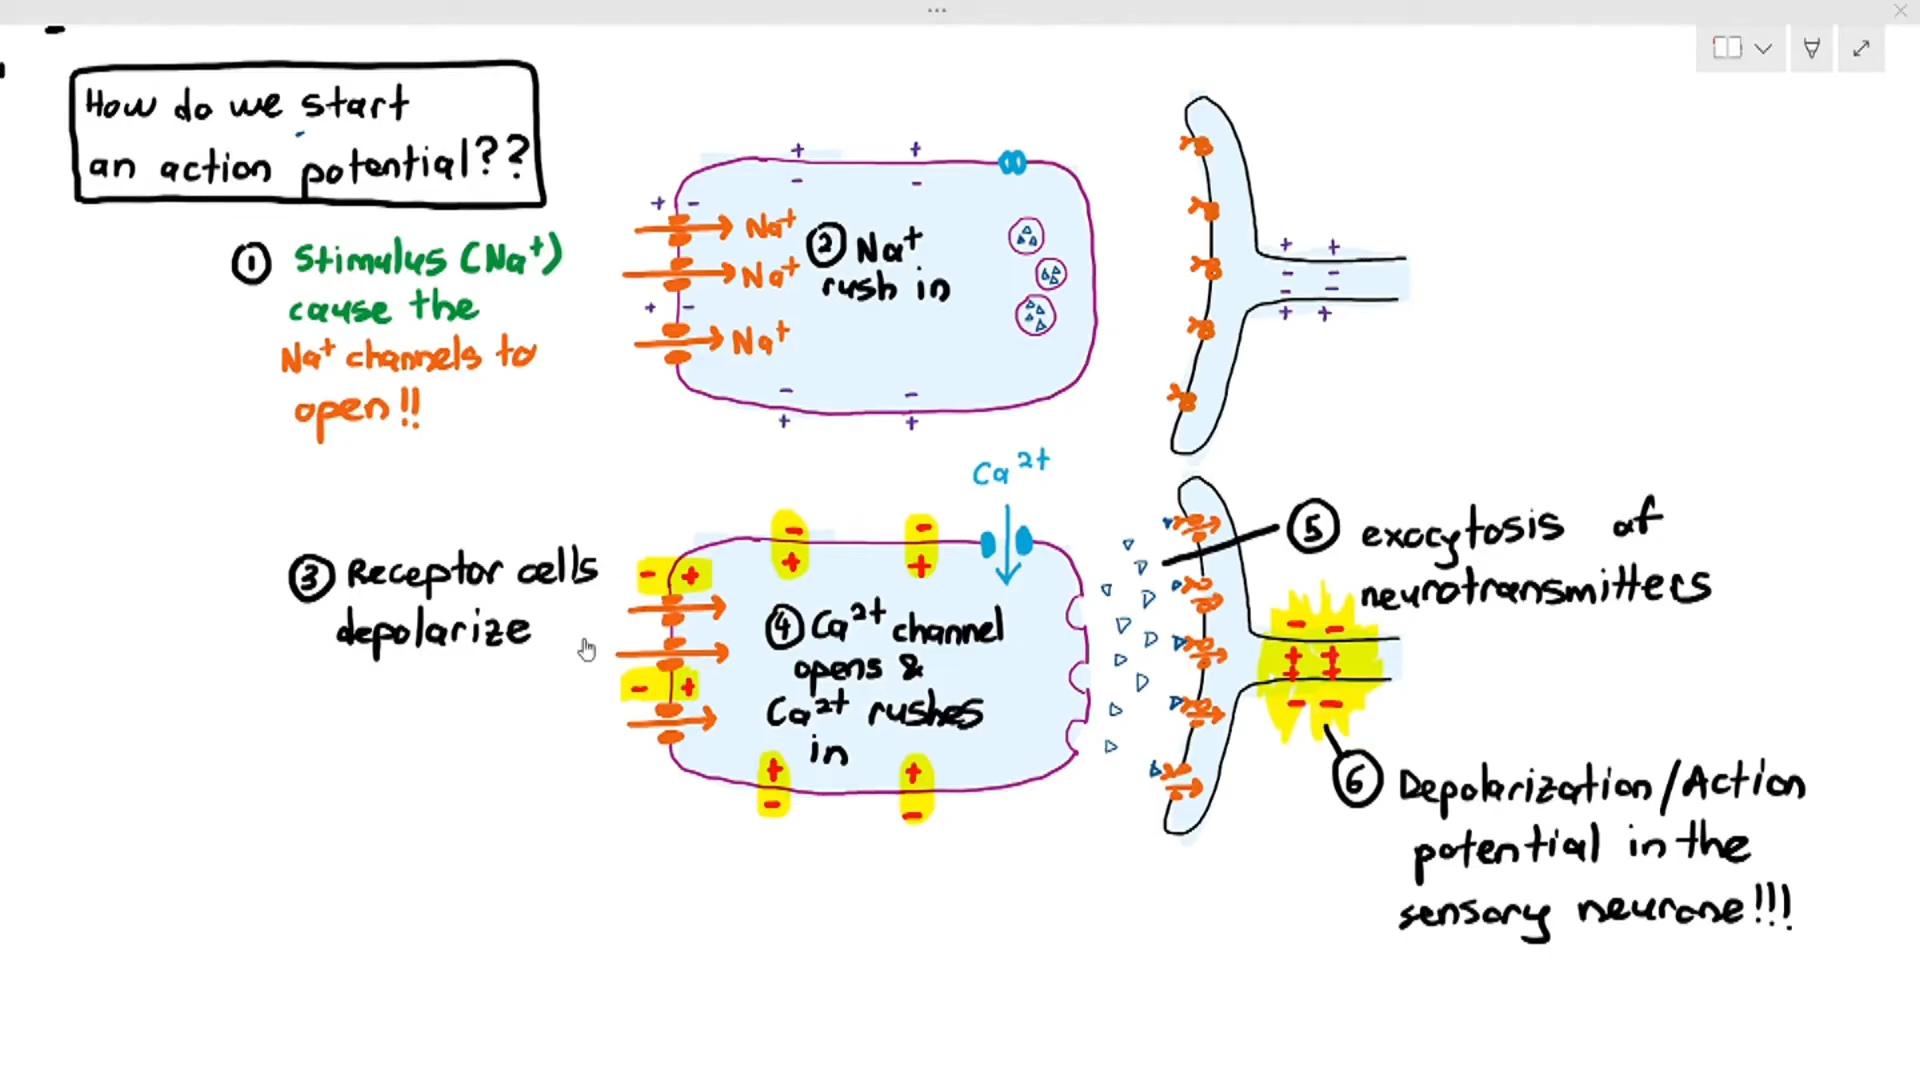 How do we start
an action potential??
① Stimulus (Na⁺)
cause the
Na⁺ channels to
open!!
Na⁺
Na⁺
Na⁺
② Na⁺
rush in
Ca²⁺
③ Receptor cells
depolarize
④ Ca²⁺ channel
opens &
Ca²⁺ rushes
in
⑤ exocytosis of
neurotransmitters
⑥ Depolarization/Action
potential in the
sensory neurone!!!